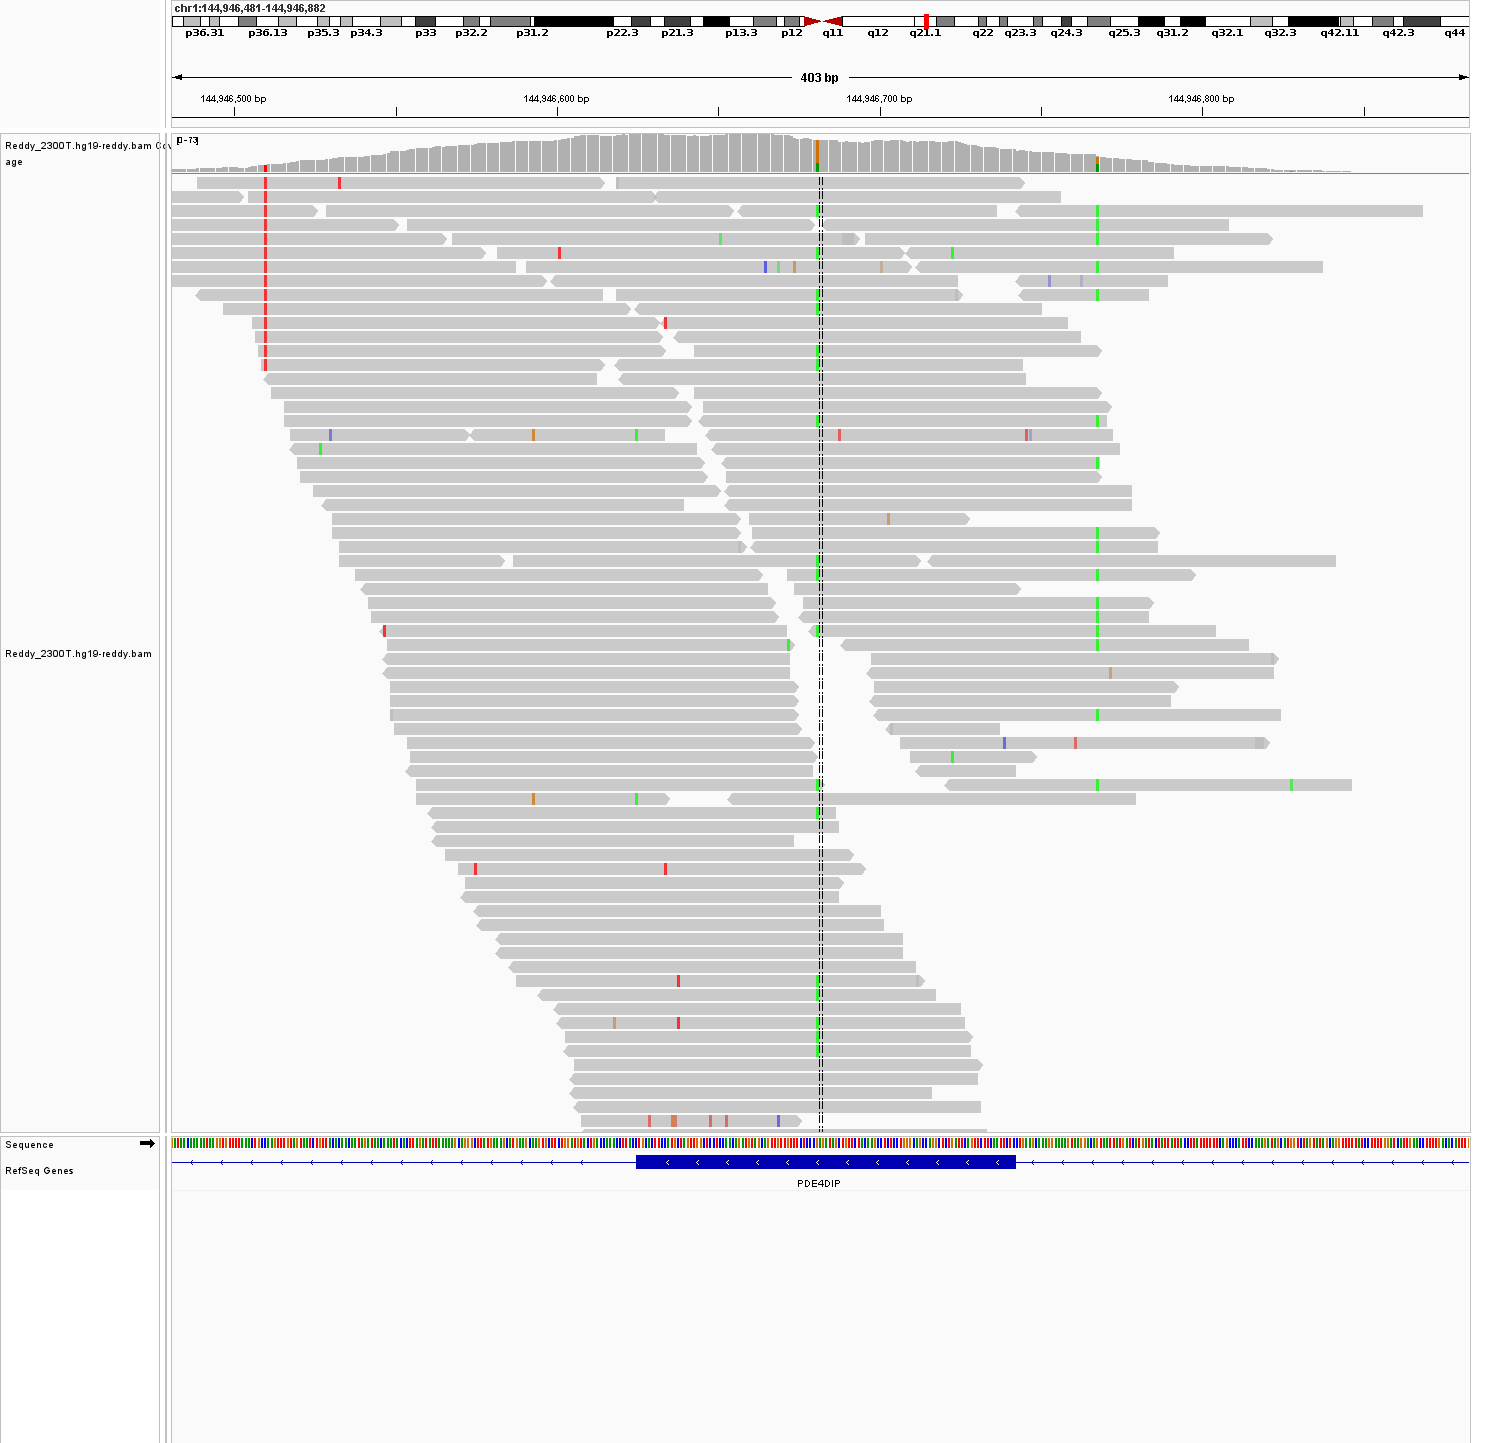 chr1:144,946,481-144,946,882
p36.31 p36.13 p35.3 p34.3 p33 p32.2 p31.2 p22.3 p21.3 p13.3 p12 q11 q12 q21.1 q22 q23.3 q24.3 q25.3 q31.2 q32.1 q32.3 q42.11 q42.3 q44
403 bp
144,946,500 bp 144,946,600 bp 144,946,700 bp 144,946,800 bp
[0-73]
Reddy_2300T.hg19-reddy.bam Cov
age
Reddy_2300T.hg19-reddy.bam
Sequence
RefSeq Genes
PDE4DIP